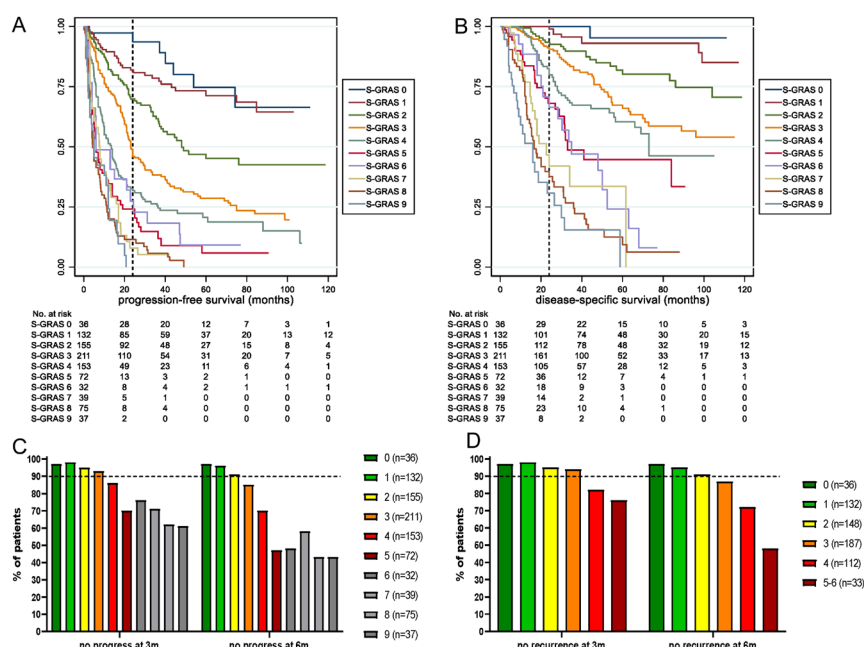 A
1.00
0.75
0.50
0.25
0.00
0 20 40 60 80 100 120
progression-free survival (months)
S-GRAS 0
S-GRAS 1
S-GRAS 2
S-GRAS 3
S-GRAS 4
S-GRAS 5
S-GRAS 6
S-GRAS 7
S-GRAS 8
S-GRAS 9
No. at risk
S-GRAS 0 36 28 20 12 7 3 1
S-GRAS 1 132 85 59 37 20 13 12
S-GRAS 2 155 92 48 27 15 8 4
S-GRAS 3 211 110 54 31 20 7 5
S-GRAS 4 153 49 23 11 6 4 1
S-GRAS 5 72 13 3 2 1 1 0
S-GRAS 6 32 8 4 2 1 1 1
S-GRAS 7 39 5 1 0 0 0 0
S-GRAS 8 75 8 4 0 0 0 0
S-GRAS 9 37 2 0 0 0 0 0
B
1.00
0.75
0.50
0.25
0.00
0 20 40 60 80 100 120
disease-specific survival (months)
S-GRAS 0
S-GRAS 1
S-GRAS 2
S-GRAS 3
S-GRAS 4
S-GRAS 5
S-GRAS 6
S-GRAS 7
S-GRAS 8
S-GRAS 9
No. at risk
S-GRAS 0 36 29 22 15 10 5 3
S-GRAS 1 132 101 74 48 30 20 15
S-GRAS 2 155 112 78 48 32 19 12
S-GRAS 3 211 161 100 52 33 17 13
S-GRAS 4 153 105 57 28 12 5 3
S-GRAS 5 72 36 12 7 4 1 1
S-GRAS 6 32 18 9 3 0 0 0
S-GRAS 7 39 14 2 1 0 0 0
S-GRAS 8 75 23 10 4 1 0 0
S-GRAS 9 37 8 2 0 0 0 0
C
% of patients
100
90
80
70
60
50
40
30
20
10
0
no progress at 3m no progress at 6m
0 (n=36)
1 (n=132)
2 (n=155)
3 (n=211)
4 (n=153)
5 (n=72)
6 (n=32)
7 (n=39)
8 (n=75)
9 (n=37)
D
% of patients
100
90
80
70
60
50
40
30
20
10
0
no recurrence at 3m no recurrence at 6m
0 (n=36)
1 (n=132)
2 (n=148)
3 (n=187)
4 (n=112)
5-6 (n=33)